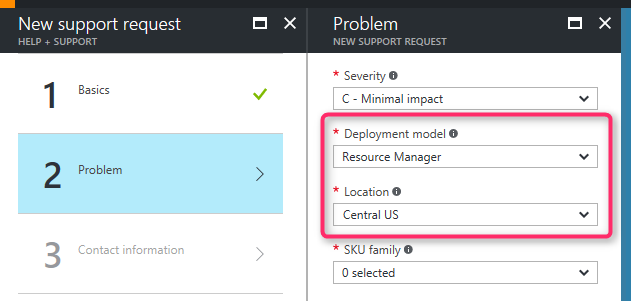 New support request
HELP + SUPPORT
1
Basics
2
Problem
3
Contact information
Problem
NEW SUPPORT REQUEST
* Severity
C - Minimal impact
* Deployment model
Resource Manager
* Location
Central US
* SKU family
0 selected